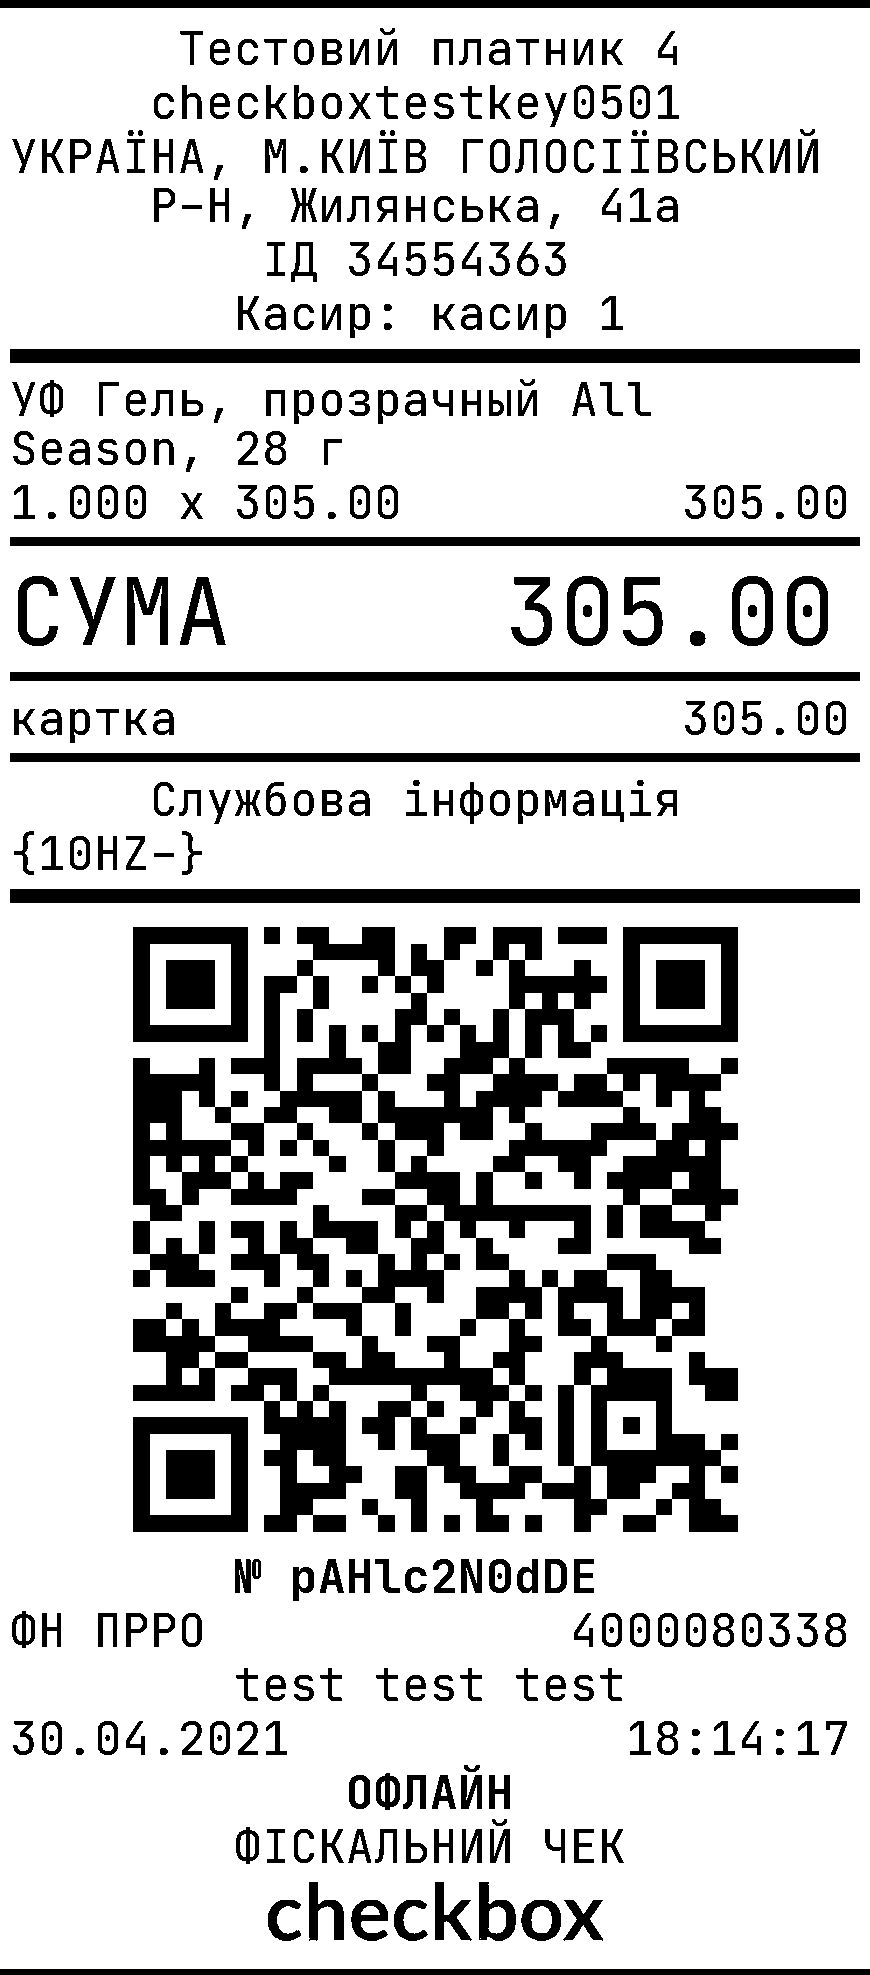 Тестовий платник 4
checkboxtestkey0501
УКРАЇНА, М.КИЇВ ГОЛОСІЇВСЬКИЙ
Р-Н, Жилянська, 41а
ІД 34554363
Касир: касир 1
УФ Гель, прозрачный All
Season, 28 г
1.000 x 305.00 305.00
СУМА 305.00
картка 305.00
Службова інформація
{10HZ-}
№ pAHlc2N0dDE
ФН ПРРО 4000080338
test test test
30.04.2021 18:14:17
ОФЛАЙН
ФІСКАЛЬНИЙ ЧЕК
checkbox